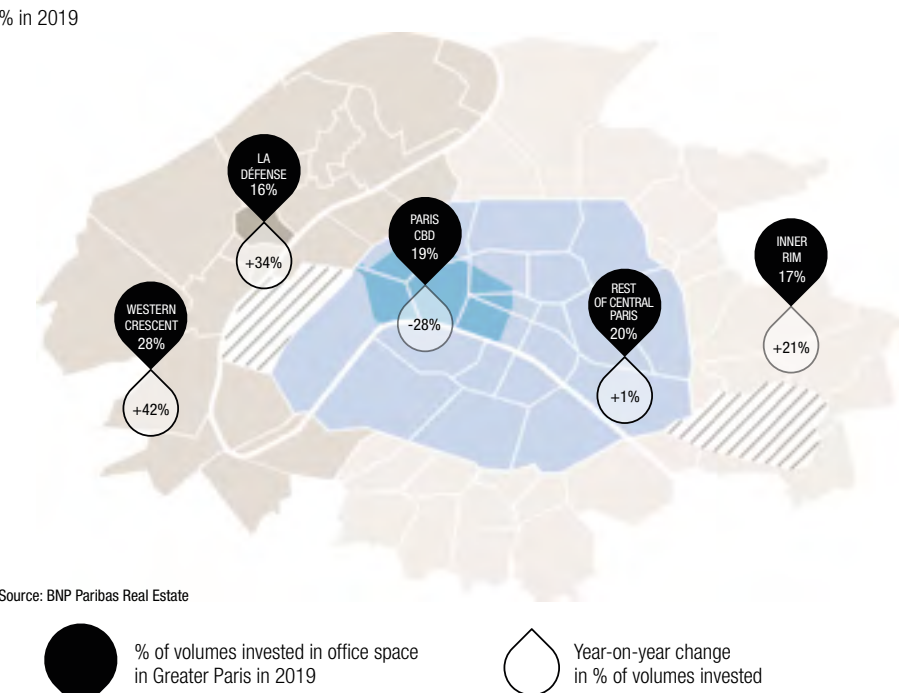 % in 2019
LA
DÉFENSE
16%
+34%
PARIS
CBD
19%
-28%
INNER
RIM
17%
+21%
WESTERN
CRESCENT
28%
+42%
REST
OF CENTRAL
PARIS
20%
+1%
Source: BNP Paribas Real Estate
% of volumes invested in office space
in Greater Paris in 2019
Year-on-year change
in % of volumes invested